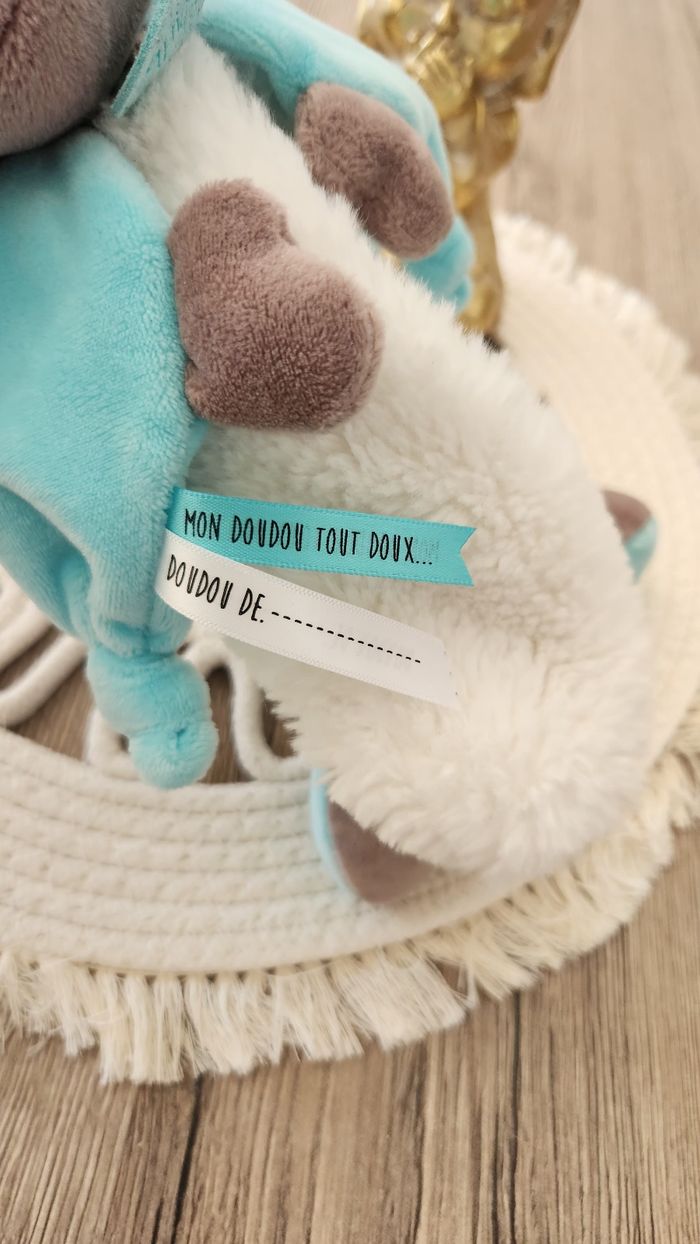 MON DOUDOU TOUT DOUX...
DOUDOU DE.---------------